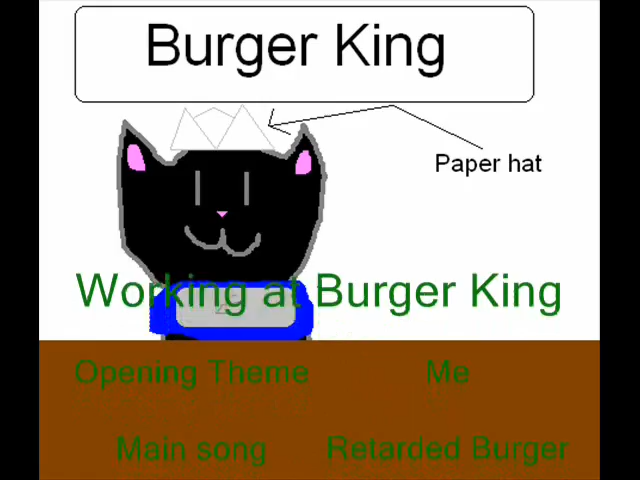 Burger King
Paper hat
Working at Burger King
Opening Theme
Me
Main song
Retarded Burger